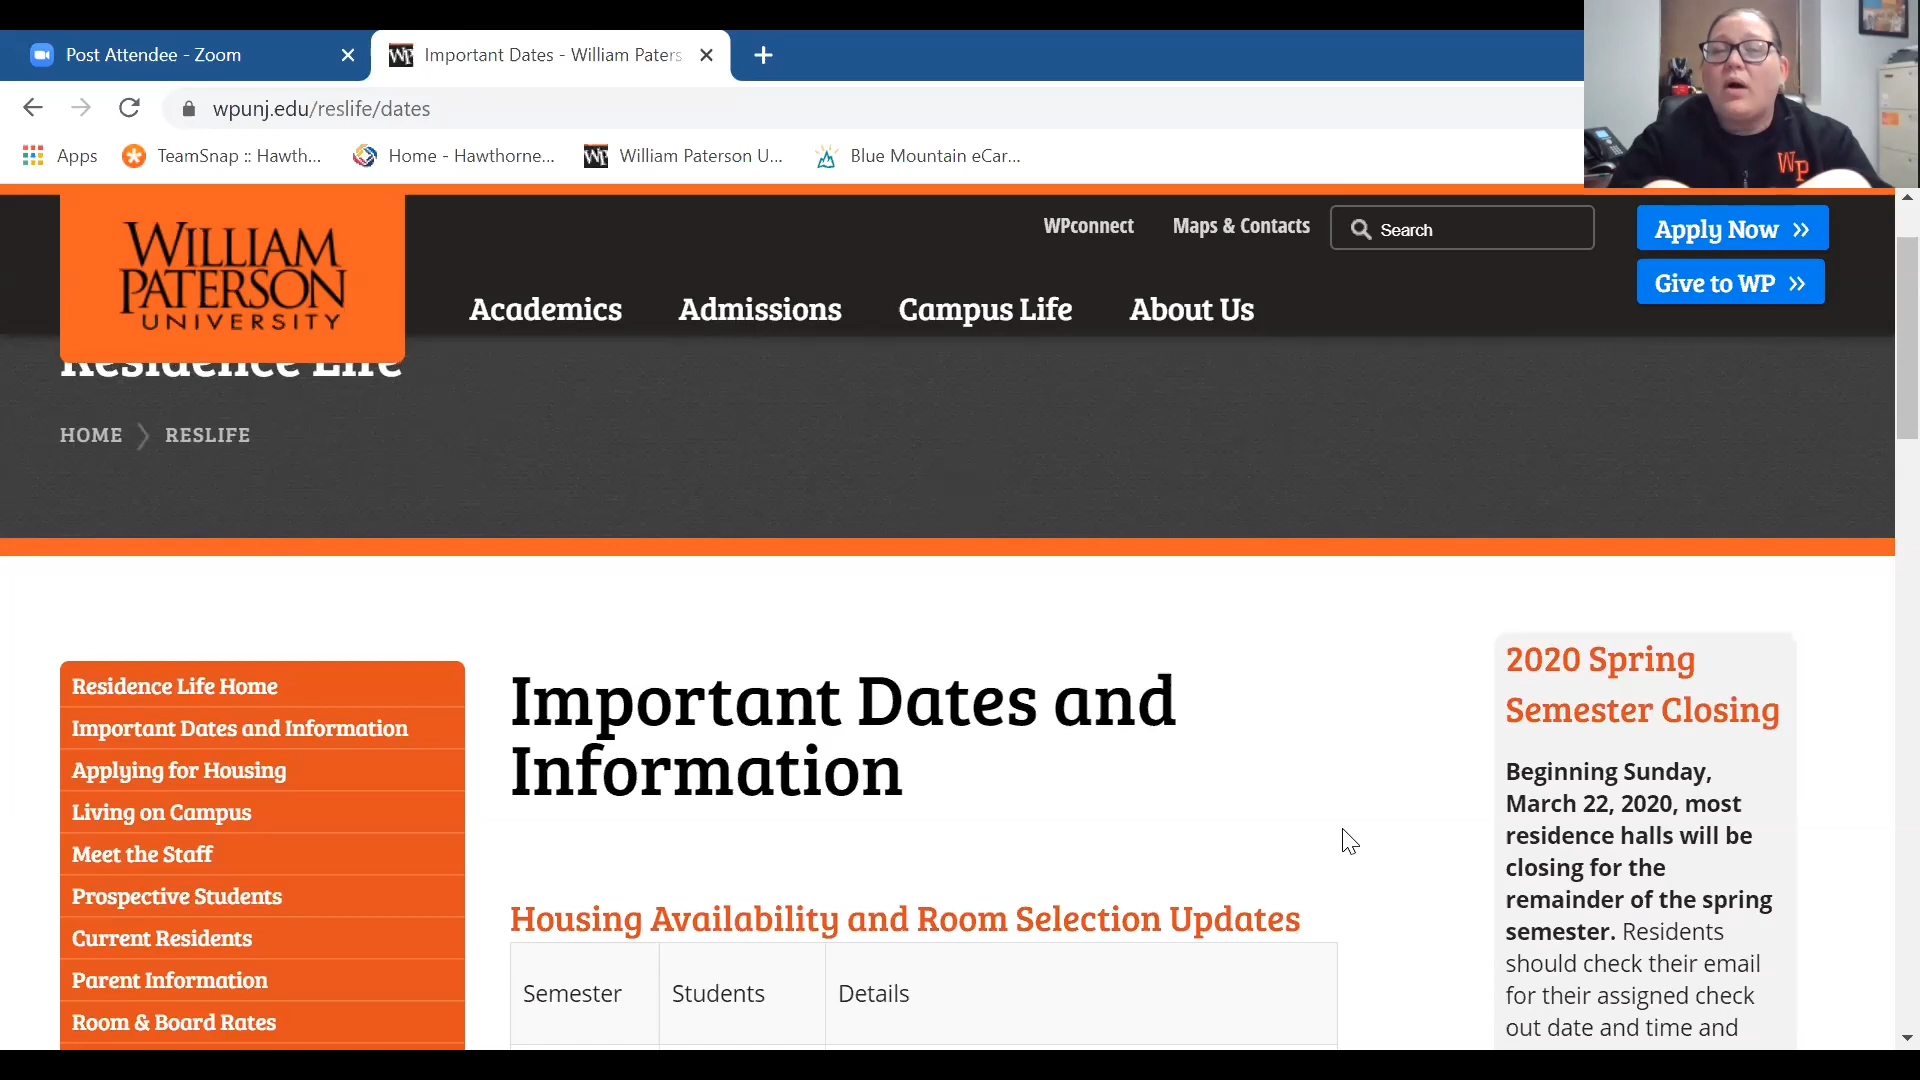 Post Attendee - Zoom
Important Dates - William Paters
wpunj.edu/reslife/dates
Apps
TeamSnap :: Hawth...
Home - Hawthorne...
WP
William Paterson U...
Blue Mountain eCar...
WP
WILLIAM
PATERSON
UNIVERSITY
WPconnect
Maps & Contacts
Search
Apply Now »
Give to WP »
Academics
Admissions
Campus Life
About Us
Residence Life
HOME
RESLIFE
Residence Life Home
Important Dates and Information
Applying for Housing
Living on Campus
Meet the Staff
Prospective Students
Current Residents
Parent Information
Room & Board Rates
Important Dates and
Information
Housing Availability and Room Selection Updates
Semester
Students
Details
2020 Spring
Semester Closing
Beginning Sunday,
March 22, 2020, most
residence halls will be
closing for the
remainder of the spring
semester. Residents
should check their email
for their assigned check
out date and time and